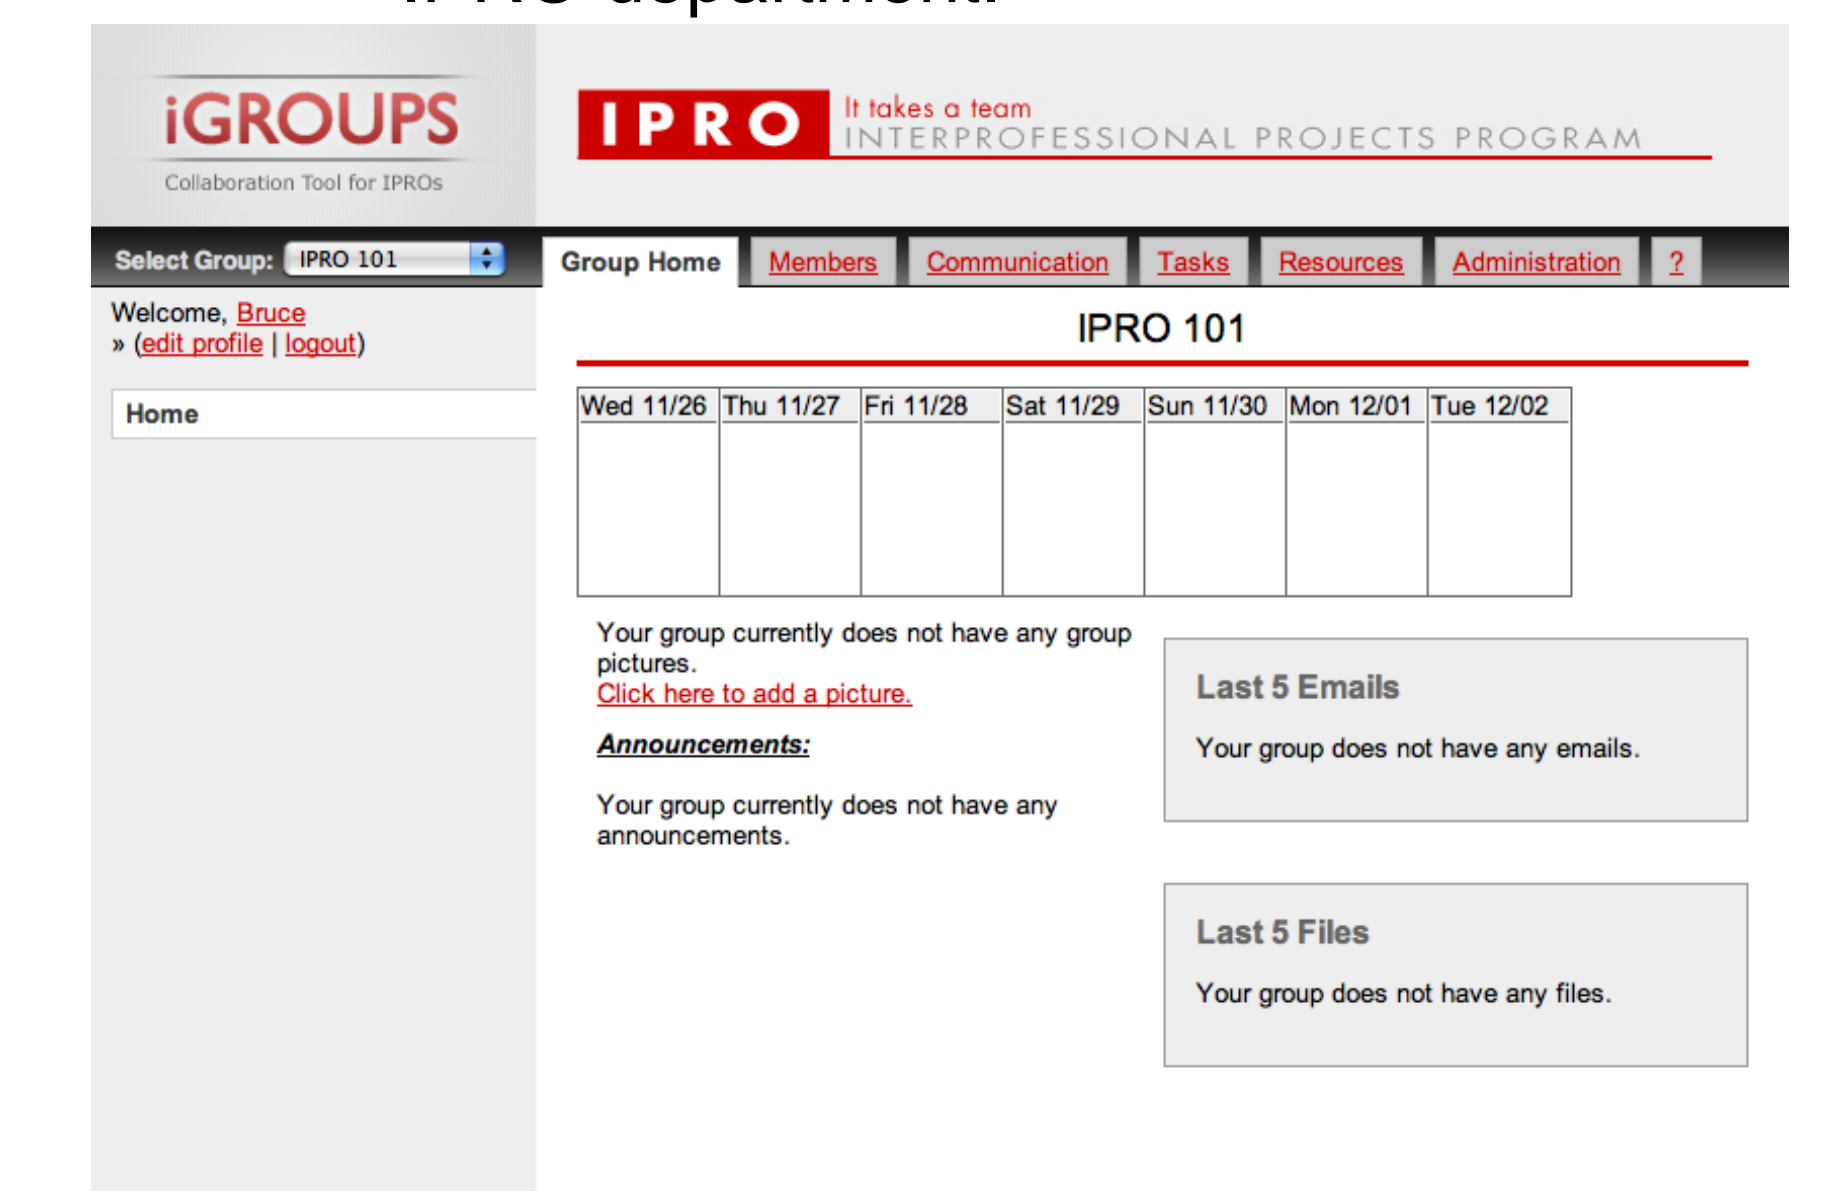 IPRO department.
iGROUPS
Collaboration Tool for IPROs
IPRO It takes a team
INTERPROFESSIONAL PROJECTS PROGRAM
Select Group: IPRO 101 Group Home Members Communication Tasks Resources Administration ?
Welcome, Bruce
» (edit profile | logout)
Home
IPRO 101
Wed 11/26 Thu 11/27 Fri 11/28 Sat 11/29 Sun 11/30 Mon 12/01 Tue 12/02
Your group currently does not have any group
pictures.
Click here to add a picture.
Announcements:
Your group currently does not have any
announcements.
Last 5 Emails
Your group does not have any emails.
Last 5 Files
Your group does not have any files.